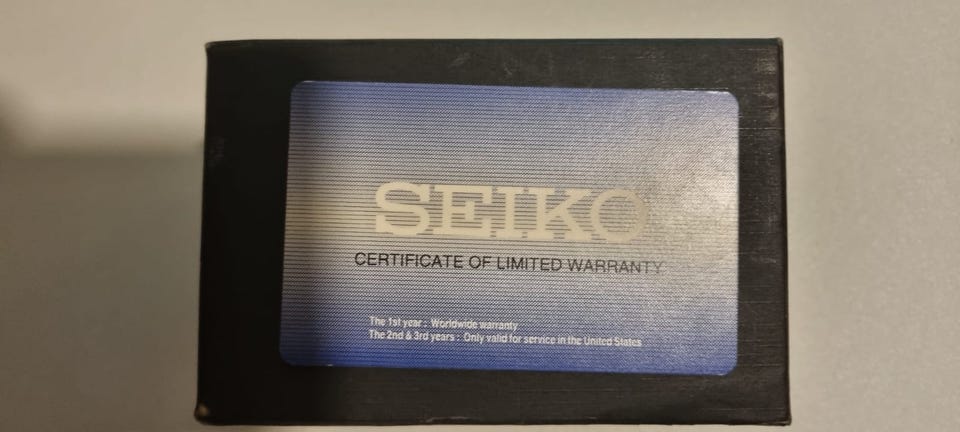 SEIKO
CERTIFICATE OF LIMITED WARRANTY
The 1st year : Worldwide warranty
The 2nd & 3rd years : Only valid for service in the United States